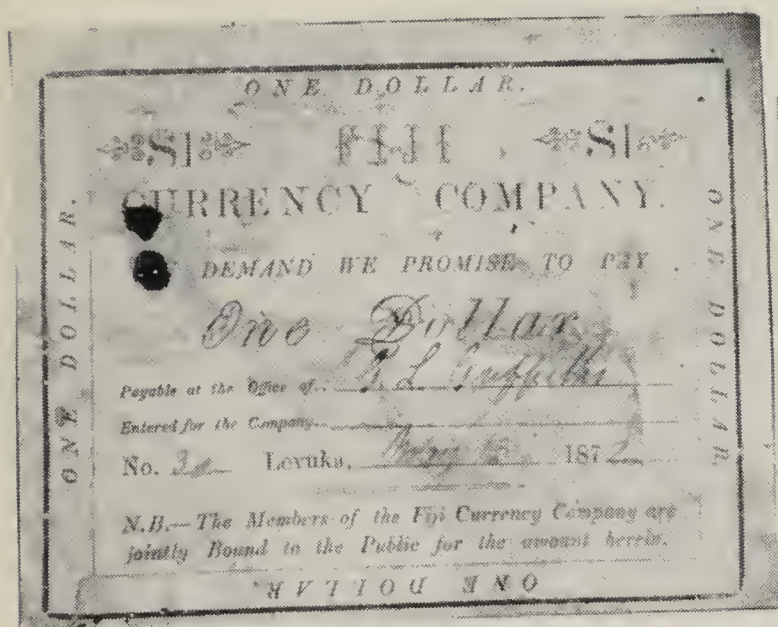 ONE DOLLAR.
$1 FIJI $1
CURRENCY COMPANY.
DEMAND WE PROMISE TO PAY
One Dollar
Payable at the Office of
Entered for the Company
No. Levuka, 1872
N.B.— The Members of the Fiji Currency Company are
jointly Bound to the Public for the amount herein.
ONE DOLLAR.
ONE DOLLAR.
ONE DOLLAR.